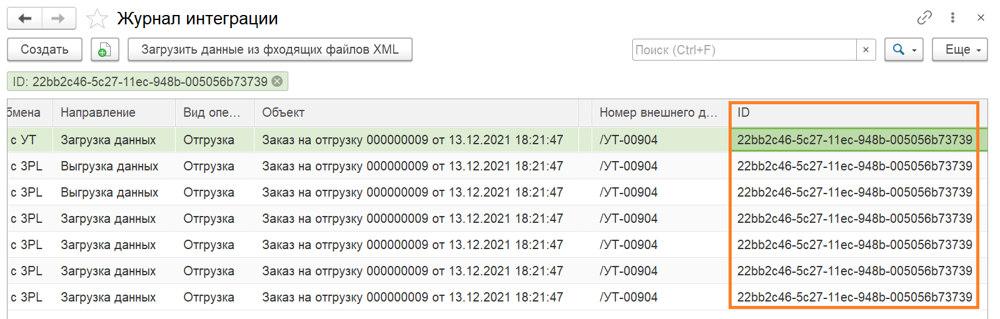 Журнал интеграции
Создать Загрузить данные из фходящих файлов XML Поиск (Ctrl+F) × Еще
ID: 22bb2c46-5c27-11ec-948b-005056b73739
бмена Направление Вид опе... Объект Номер внешнего д... ID
с УТ Загрузка данных Отгрузка Заказ на отгрузку 000000009 от 13.12.2021 18:21:47 /УТ-00904 22bb2c46-5c27-11ec-948b-005056b73739
с 3PL Выгрузка данных Отгрузка Заказ на отгрузку 000000009 от 13.12.2021 18:21:47 /УТ-00904 22bb2c46-5c27-11ec-948b-005056b73739
с 3PL Выгрузка данных Отгрузка Заказ на отгрузку 000000009 от 13.12.2021 18:21:47 /УТ-00904 22bb2c46-5c27-11ec-948b-005056b73739
с 3PL Загрузка данных Отгрузка Заказ на отгрузку 000000009 от 13.12.2021 18:21:47 /УТ-00904 22bb2c46-5c27-11ec-948b-005056b73739
с 3PL Загрузка данных Отгрузка Заказ на отгрузку 000000009 от 13.12.2021 18:21:47 /УТ-00904 22bb2c46-5c27-11ec-948b-005056b73739
с 3PL Загрузка данных Отгрузка Заказ на отгрузку 000000009 от 13.12.2021 18:21:47 /УТ-00904 22bb2c46-5c27-11ec-948b-005056b73739
с 3PL Загрузка данных Отгрузка Заказ на отгрузку 000000009 от 13.12.2021 18:21:47 /УТ-00904 22bb2c46-5c27-11ec-948b-005056b73739